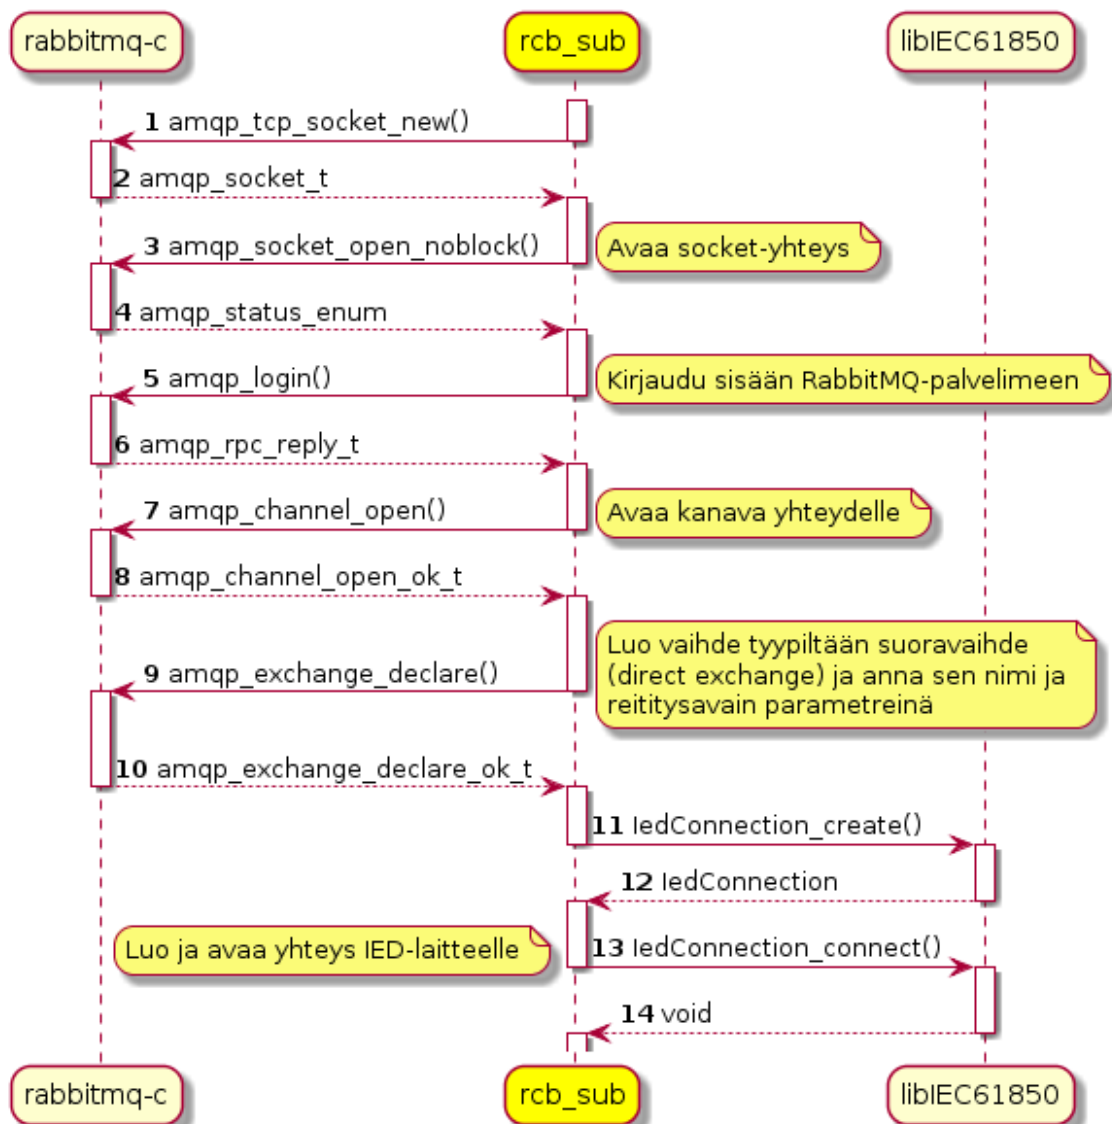 rabbitmq-c
rcb_sub
libIEC61850
1 amqp_tcp_socket_new()
2 amqp_socket_t
3 amqp_socket_open_noblock()
Avaa socket-yhteys
4 amqp_status_enum
5 amqp_login()
Kirjaudu sisään RabbitMQ-palvelimeen
6 amqp_rpc_reply_t
7 amqp_channel_open()
Avaa kanava yhteydelle
8 amqp_channel_open_ok_t
9 amqp_exchange_declare()
Luo vaihde tyypiltään suoravaihde
(direct exchange) ja anna sen nimi ja
reititysavain parametreinä
10 amqp_exchange_declare_ok_t
11 IedConnection_create()
12 IedConnection
Luo ja avaa yhteys IED-laitteelle
13 IedConnection_connect()
14 void
rabbitmq-c
rcb_sub
libIEC61850